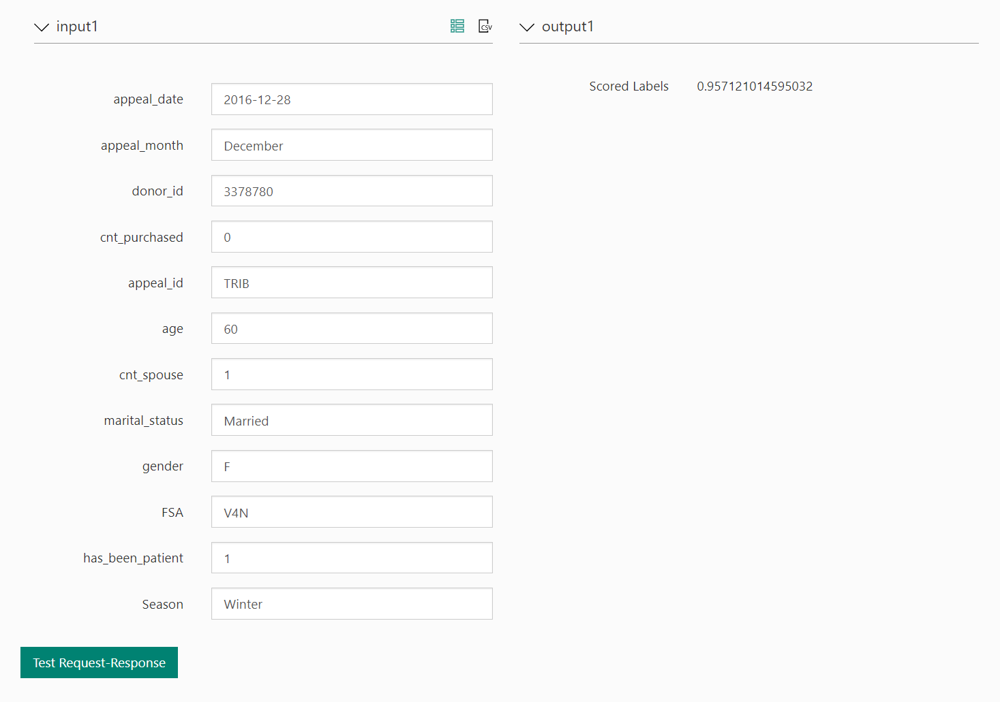 input1
CSV
output1
appeal_date 2016-12-28
Scored Labels 0.957121014595032
appeal_month December
donor_id 3378780
cnt_purchased 0
appeal_id TRIB
age 60
cnt_spouse 1
marital_status Married
gender F
FSA V4N
has_been_patient 1
Season Winter
Test Request-Response